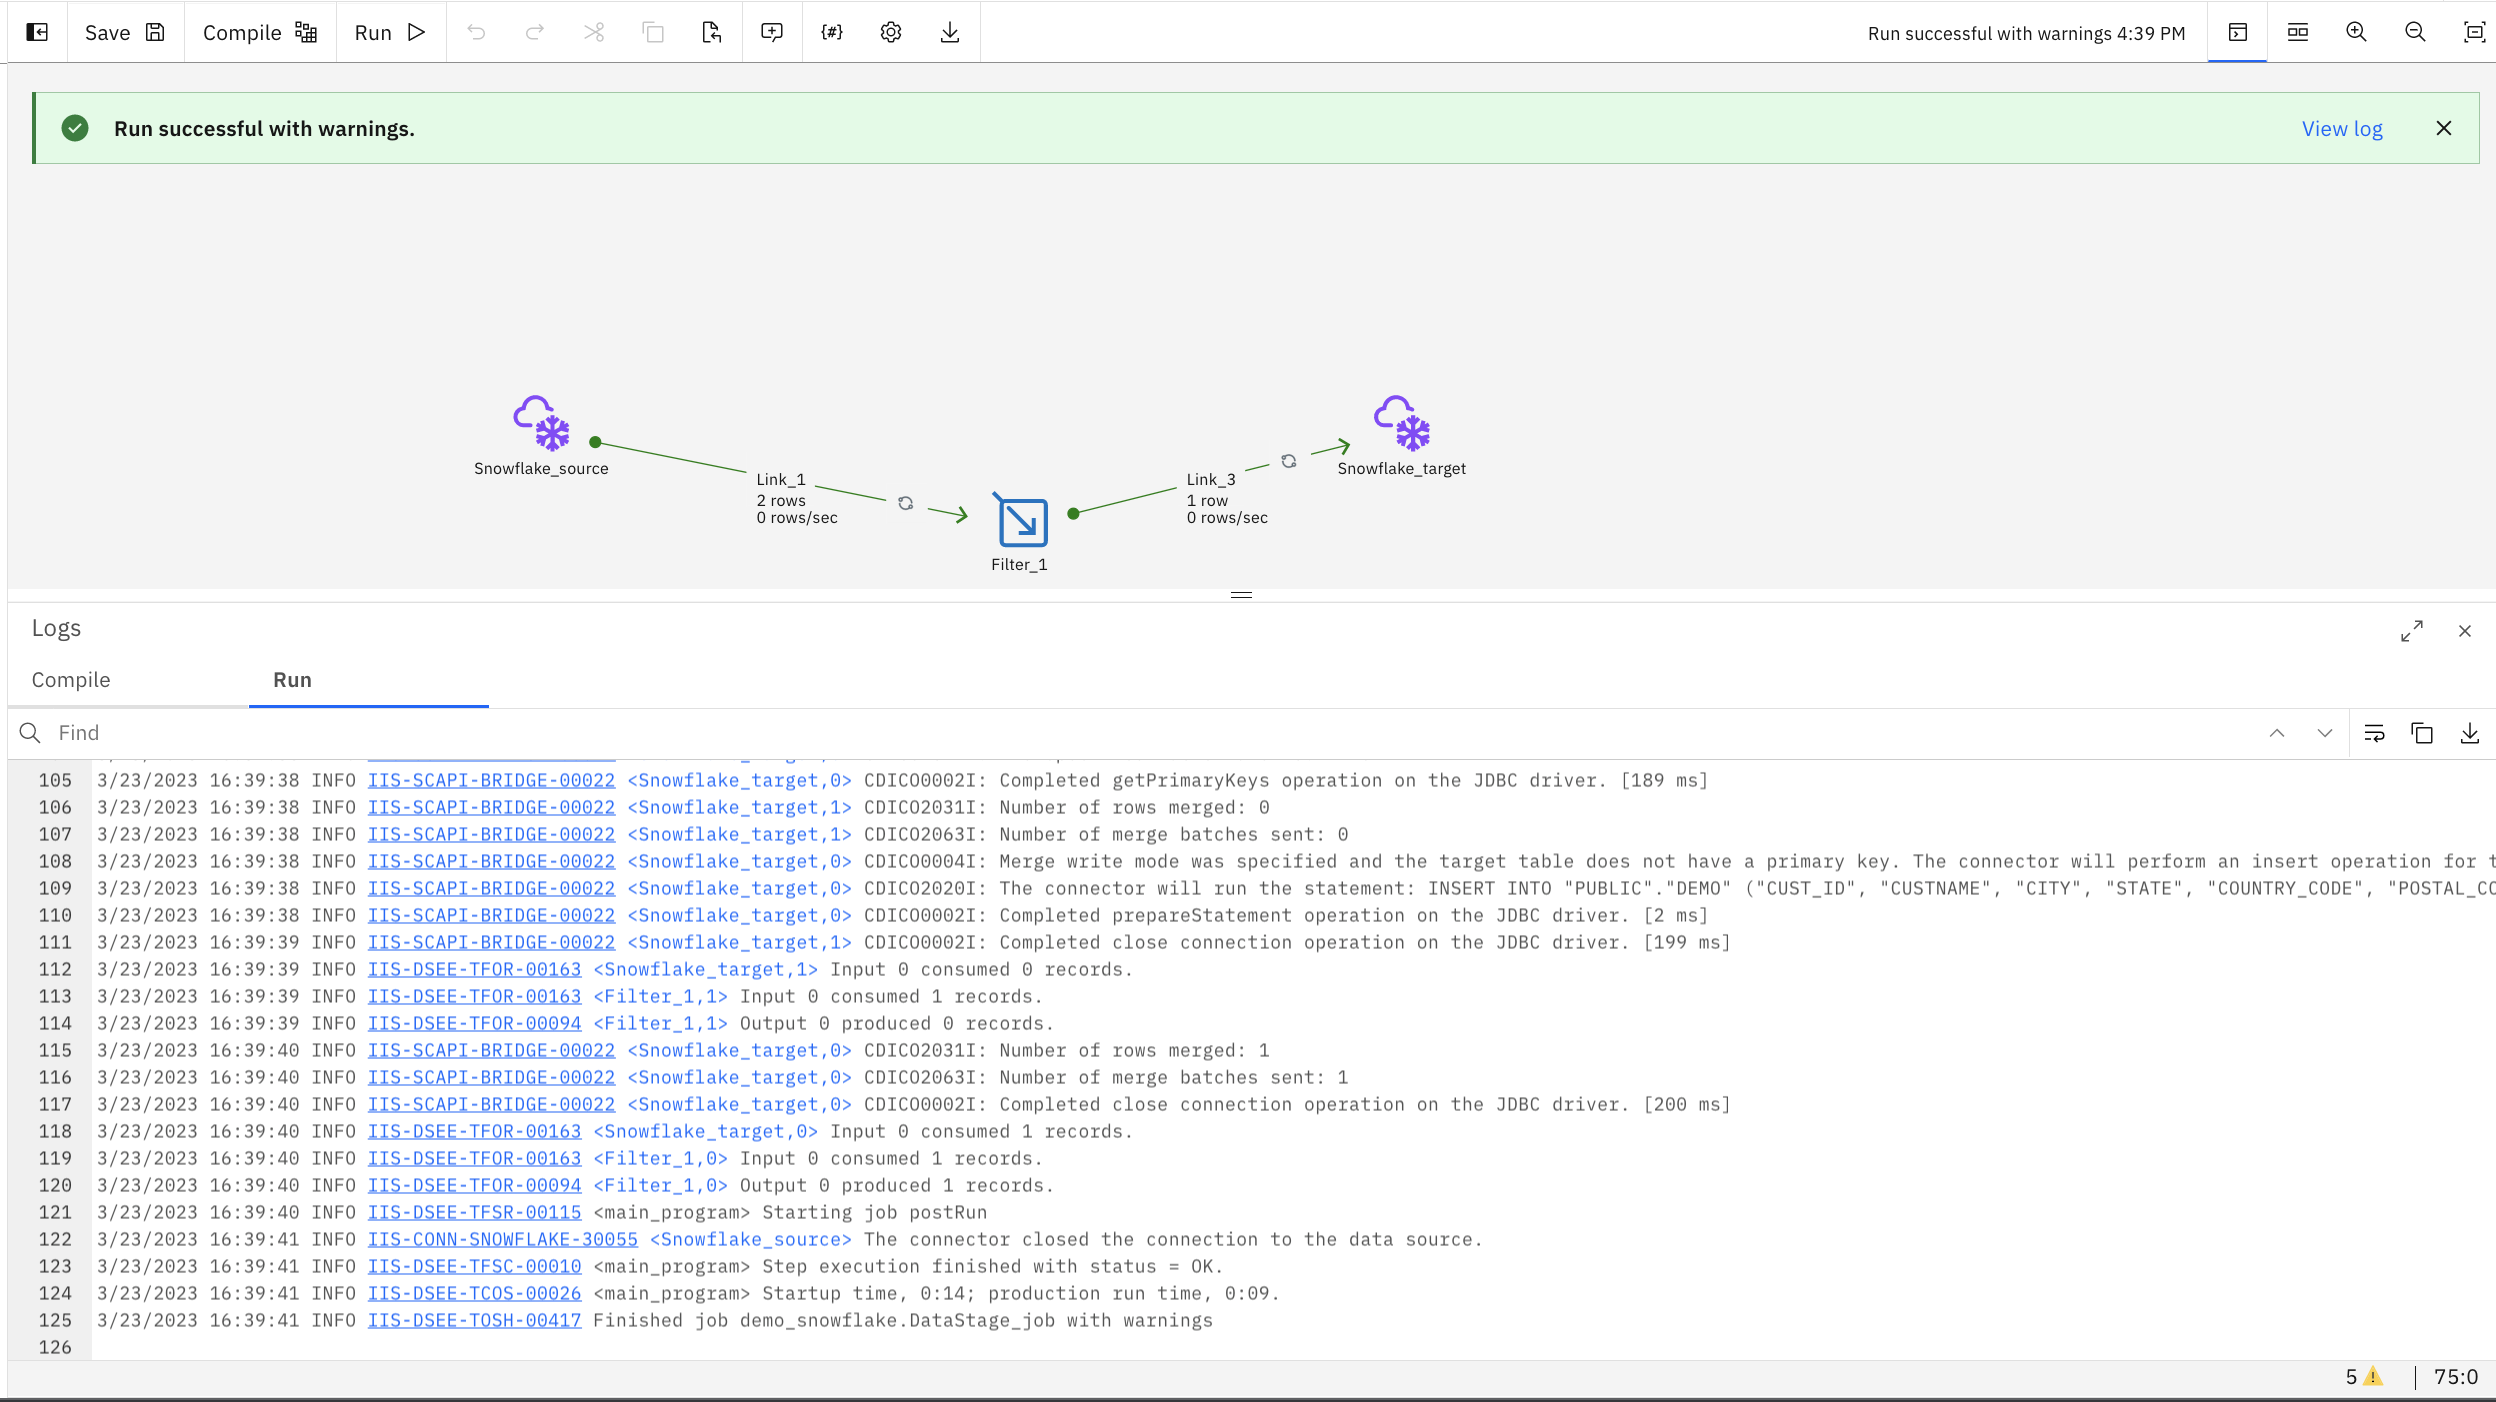 Save Compile Run {#} Run successful with warnings 4:39 PM
Run successful with warnings. View log
Snowflake_source
Link_1
2 rows
0 rows/sec
Filter_1
Link_3
1 row
0 rows/sec
Snowflake_target
Logs
Compile Run
Find
105 3/23/2023 16:39:38 INFO IIS-SCAPI-BRIDGE-00022 <Snowflake_target,0> CDICO0002I: Completed getPrimaryKeys operation on the JDBC driver. [189 ms]
106 3/23/2023 16:39:38 INFO IIS-SCAPI-BRIDGE-00022 <Snowflake_target,1> CDICO2031I: Number of rows merged: 0
107 3/23/2023 16:39:38 INFO IIS-SCAPI-BRIDGE-00022 <Snowflake_target,1> CDICO2063I: Number of merge batches sent: 0
108 3/23/2023 16:39:38 INFO IIS-SCAPI-BRIDGE-00022 <Snowflake_target,0> CDICO0004I: Merge write mode was specified and the target table does not have a primary key. The connector will perform an insert operation for
109 3/23/2023 16:39:38 INFO IIS-SCAPI-BRIDGE-00022 <Snowflake_target,0> CDICO2020I: The connector will run the statement: INSERT INTO "PUBLIC"."DEMO" ("CUST_ID", "CUSTNAME", "CITY", "STATE", "COUNTRY_CODE", "POSTAL_CO
110 3/23/2023 16:39:38 INFO IIS-SCAPI-BRIDGE-00022 <Snowflake_target,0> CDICO0002I: Completed prepareStatement operation on the JDBC driver. [2 ms]
111 3/23/2023 16:39:39 INFO IIS-SCAPI-BRIDGE-00022 <Snowflake_target,1> CDICO0002I: Completed close connection operation on the JDBC driver. [199 ms]
112 3/23/2023 16:39:39 INFO IIS-DSEE-TFOR-00163 <Snowflake_target,1> Input 0 consumed 0 records.
113 3/23/2023 16:39:39 INFO IIS-DSEE-TFOR-00163 <Filter_1,1> Input 0 consumed 1 records.
114 3/23/2023 16:39:39 INFO IIS-DSEE-TFOR-00094 <Filter_1,1> Output 0 produced 0 records.
115 3/23/2023 16:39:40 INFO IIS-SCAPI-BRIDGE-00022 <Snowflake_target,0> CDICO2031I: Number of rows merged: 1
116 3/23/2023 16:39:40 INFO IIS-SCAPI-BRIDGE-00022 <Snowflake_target,0> CDICO2063I: Number of merge batches sent: 1
117 3/23/2023 16:39:40 INFO IIS-SCAPI-BRIDGE-00022 <Snowflake_target,0> CDICO0002I: Completed close connection operation on the JDBC driver. [200 ms]
118 3/23/2023 16:39:40 INFO IIS-DSEE-TFOR-00163 <Snowflake_target,0> Input 0 consumed 1 records.
119 3/23/2023 16:39:40 INFO IIS-DSEE-TFOR-00163 <Filter_1,0> Input 0 consumed 1 records.
120 3/23/2023 16:39:40 INFO IIS-DSEE-TFOR-00094 <Filter_1,0> Output 0 produced 1 records.
121 3/23/2023 16:39:40 INFO IIS-DSEE-TFSR-00115 <main_program> Starting job postRun
122 3/23/2023 16:39:41 INFO IIS-CONN-SNOWFLAKE-30055 <Snowflake_source> The connector closed the connection to the data source.
123 3/23/2023 16:39:41 INFO IIS-DSEE-TFSC-00010 <main_program> Step execution finished with status = OK.
124 3/23/2023 16:39:41 INFO IIS-DSEE-TCOS-00026 <main_program> Startup time, 0:14; production run time, 0:09.
125 3/23/2023 16:39:41 INFO IIS-DSEE-TOSH-00417 Finished job demo_snowflake.DataStage_job with warnings
126
5 75:0